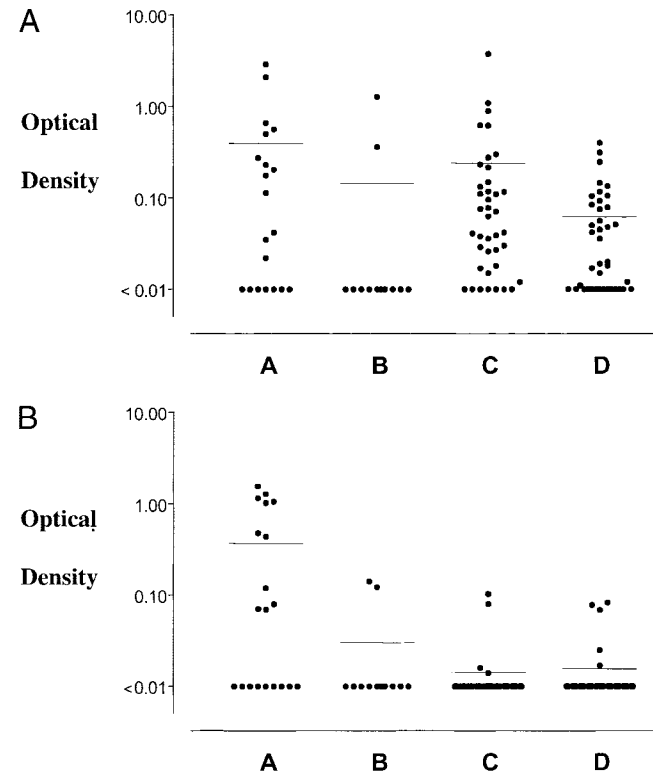 A
10.00
1.00
Optical
Density
0.10
< 0.01
A B C D
B
10.00
1.00
Optical
Density
0.10
<0.01
A B C D